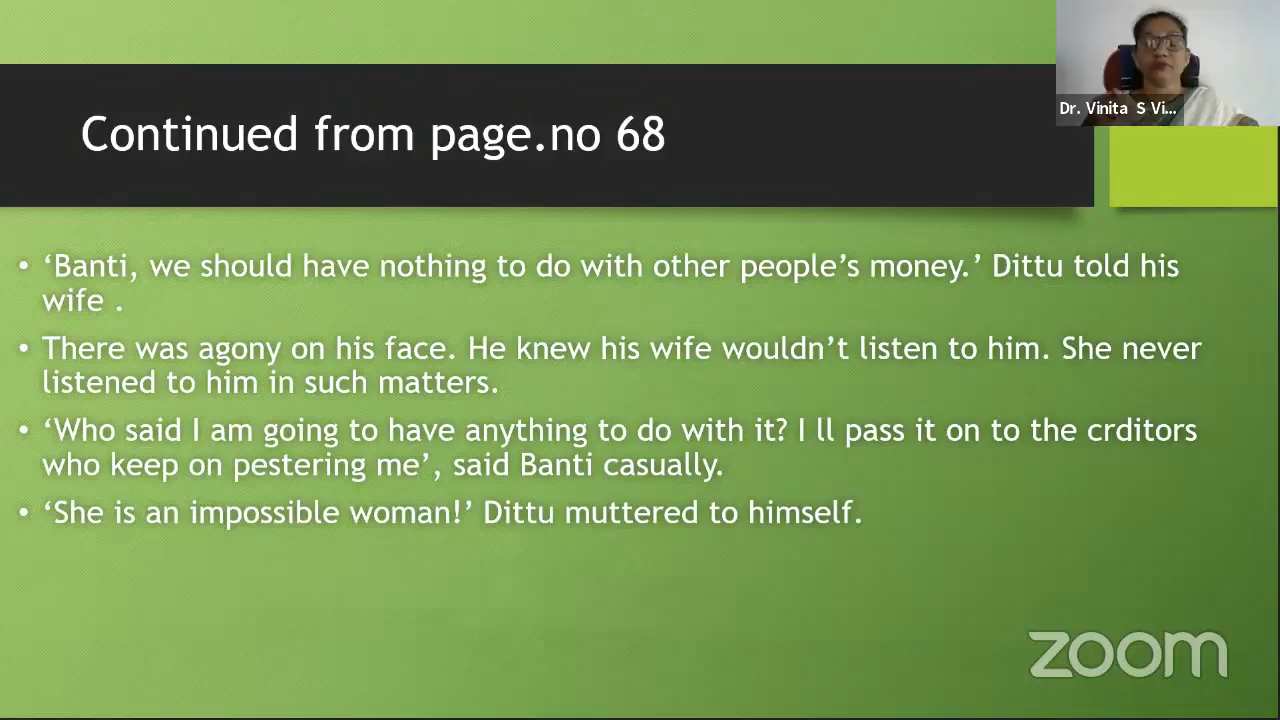 Dr. Vinita S Vi...
Continued from page.no 68
• ‘Banti, we should have nothing to do with other people’s money.’ Dittu told his
wife .
• There was agony on his face. He knew his wife wouldn’t listen to him. She never
listened to him in such matters.
• ‘Who said I am going to have anything to do with it? I ll pass it on to the crditors
who keep on pestering me’, said Banti casually.
• ‘She is an impossible woman!’ Dittu muttered to himself.
zoom